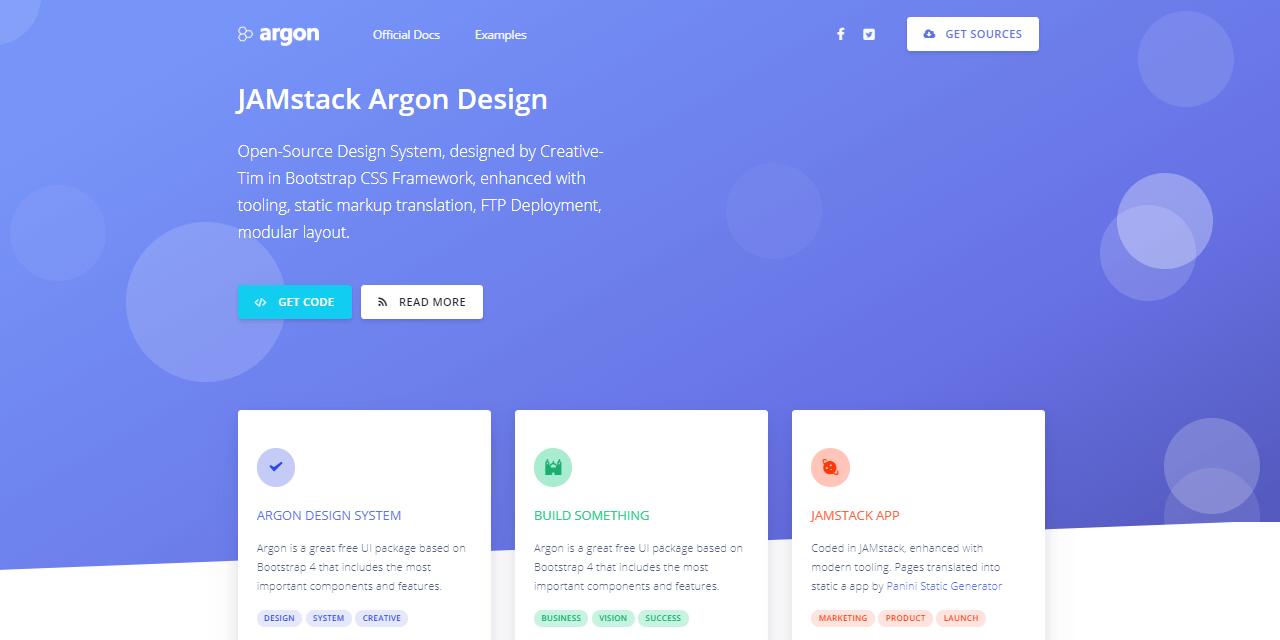 argon
Official Docs
Examples
GET SOURCES
JAMstack Argon Design
Open-Source Design System, designed by Creative-
Tim in Bootstrap CSS Framework, enhanced with
tooling, static markup translation, FTP Deployment,
modular layout.
GET CODE
READ MORE
ARGON DESIGN SYSTEM
Argon is a great free UI package based on
Bootstrap 4 that includes the most
important components and features.
DESIGN
SYSTEM
CREATIVE
BUILD SOMETHING
Argon is a great free UI package based on
Bootstrap 4 that includes the most
important components and features.
BUSINESS
VISION
SUCCESS
JAMSTACK APP
Coded in JAMstack, enhanced with
modern tooling. Pages translated into
static a app by Panini Static Generator
MARKETING
PRODUCT
LAUNCH